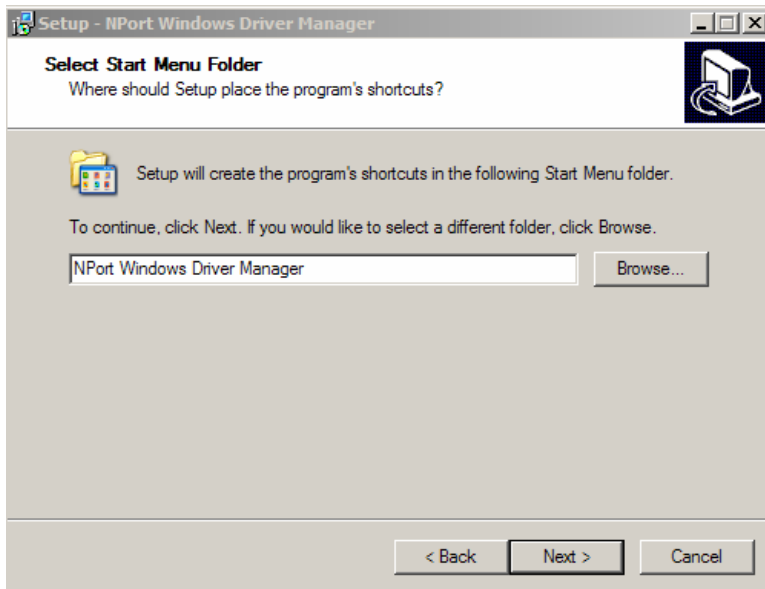 Setup - NPort Windows Driver Manager
Select Start Menu Folder
Where should Setup place the program's shortcuts?
Setup will create the program's shortcuts in the following Start Menu folder.
To continue, click Next. If you would like to select a different folder, click Browse.
NPort Windows Driver Manager
Browse...
< Back
Next >
Cancel